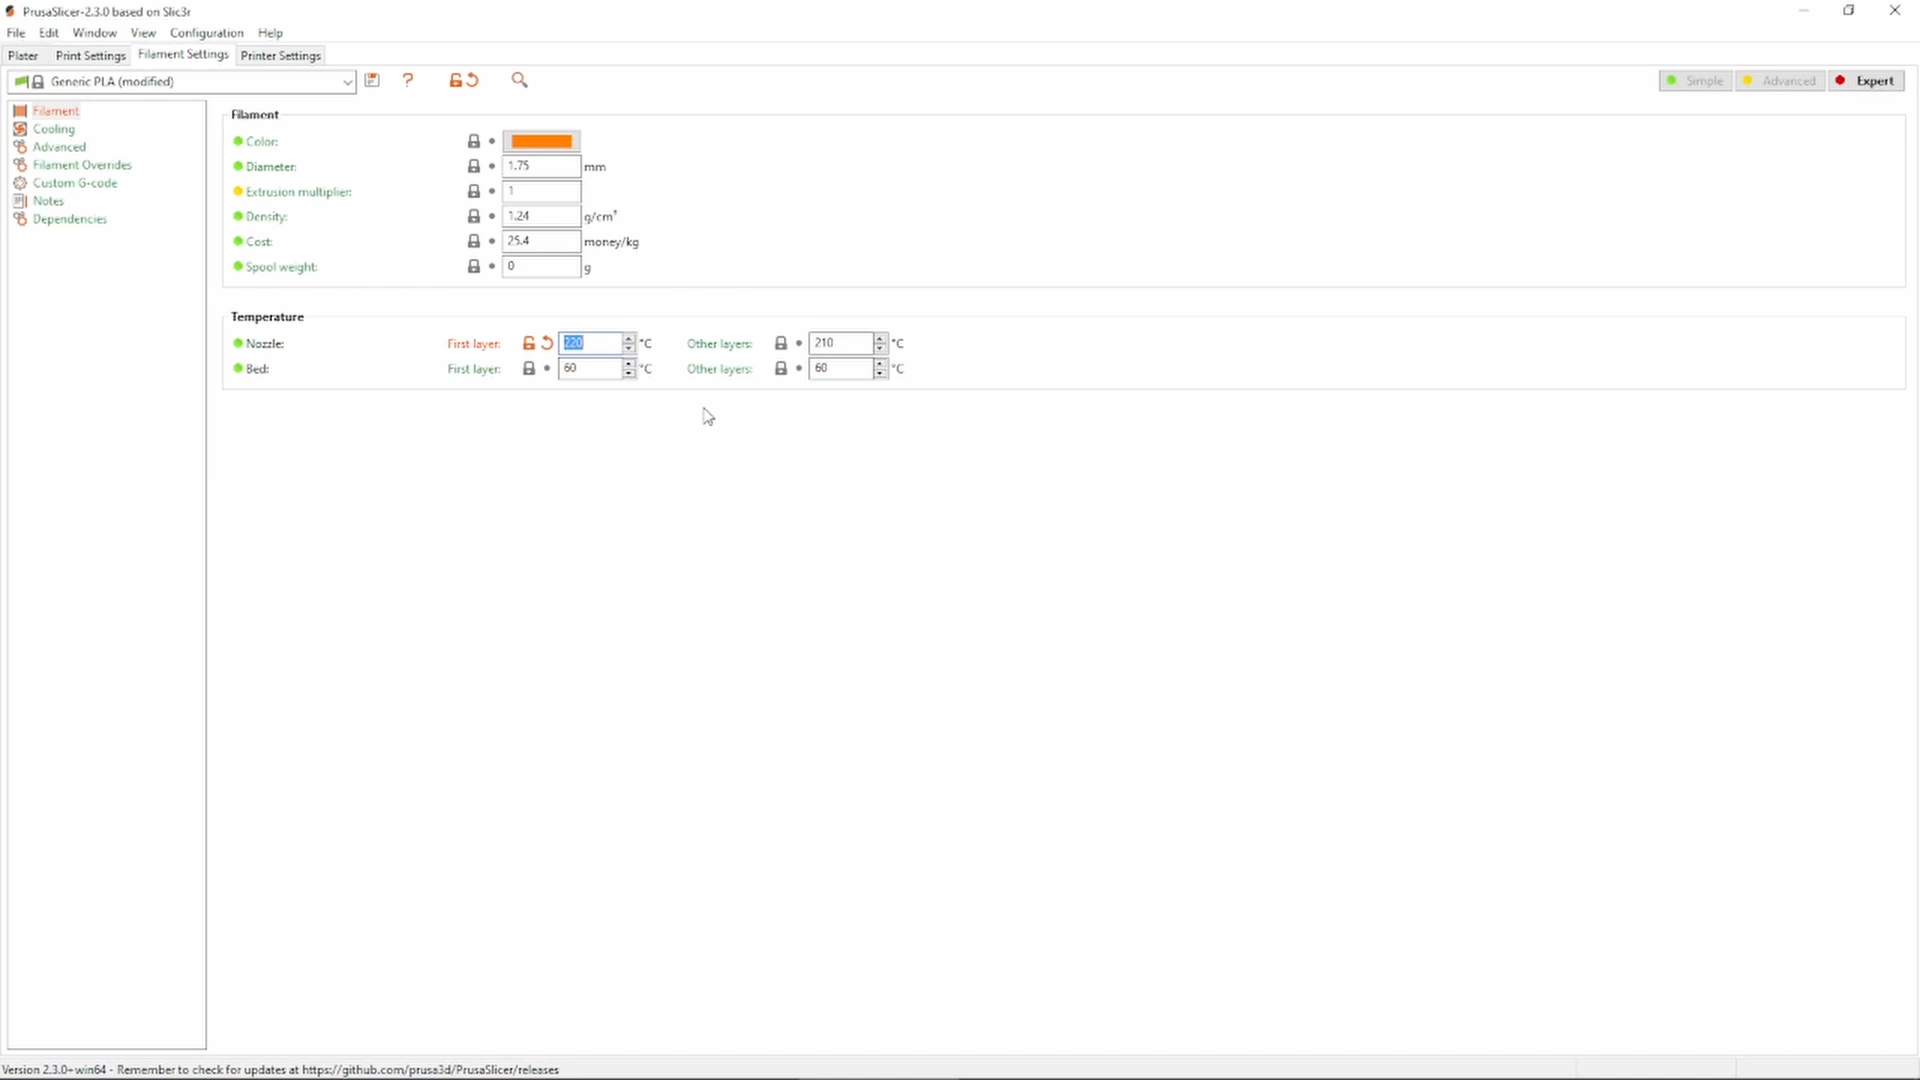 PrusaSlicer-2.3.0 based on Slic3r
File Edit Window View Configuration Help
Plater Print Settings Filament Settings Printer Settings
Generic PLA (modified) ? Simple Advanced Expert
Filament
Cooling
Advanced
Filament Overrides
Custom G-code
Notes
Dependencies
Filament
Color:
Diameter: 1.75 mm
Extrusion multiplier: 1
Density: 1.24 g/cm³
Cost: 25.4 money/kg
Spool weight: 0 g
Temperature
Nozzle: First layer: 220 °C Other layers: 210 °C
Bed: First layer: 60 °C Other layers: 60 °C
Version 2.3.0+win64 - Remember to check for updates at https://github.com/prusa3d/PrusaSlicer/releases